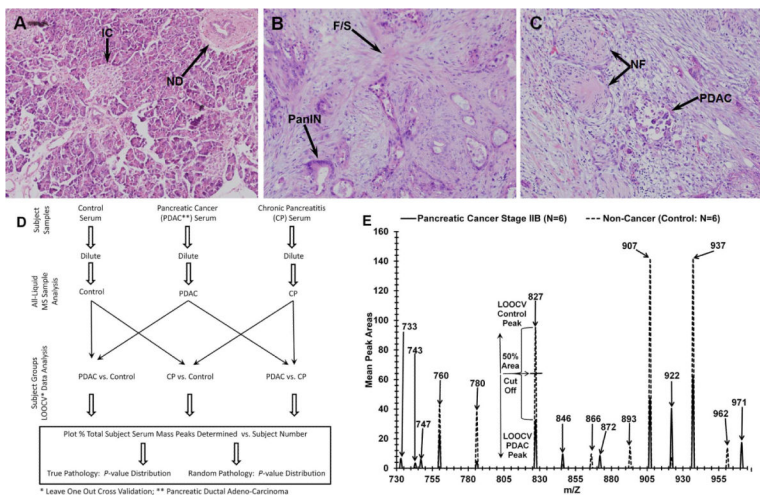 A
IC
ND
B
F/S
PanIN
C
NF
PDAC
D
Subject
Samples
Control
Serum
Pancreatic Cancer
(PDAC**) Serum
Chronic Pancreatitis
(CP) Serum
Dilute
Dilute
Dilute
All-Liquid
MS Sample
Analysis
Control
PDAC
CP
Subject Groups
LOOCV* Data Analysis
PDAC vs. Control
CP vs. Control
PDAC vs. CP
Plot % Total Subject Serum Mass Peaks Determined vs. Subject Number
True Pathology: P-value Distribution
Random Pathology: P-value Distribution
* Leave One Out Cross Validation; ** Pancreatic Ductal Adeno-Carcinoma
E
Pancreatic Cancer Stage IIB (N=6)
Non-Cancer (Control: N=6)
Mean Peak Areas
160
140
120
100
80
60
40
20
0
733
743
747
760
780
LOOCV
Control
Peak
827
50%
Area
Cut
Off
LOOCV
PDAC
Peak
846
866
872
893
907
922
937
962
971
730
755
780
805
830
855
880
905
930
955
m/Z